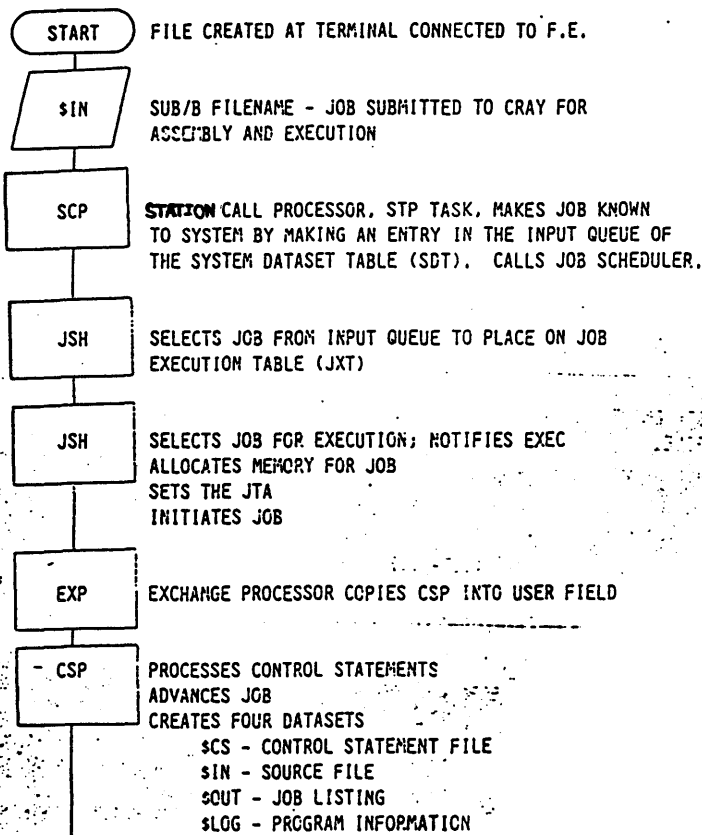 START FILE CREATED AT TERMINAL CONNECTED TO F.E.
$IN SUB/B FILENAME - JOB SUBMITTED TO CRAY FOR
ASSEMBLY AND EXECUTION
SCP STATION CALL PROCESSOR. STP TASK, MAKES JOB KNOWN
TO SYSTEM BY MAKING AN ENTRY IN THE INPUT QUEUE OF
THE SYSTEM DATASET TABLE (SDT). CALLS JOB SCHEDULER.
JSH SELECTS JOB FROM INPUT QUEUE TO PLACE ON JOB
EXECUTION TABLE (JXT)
JSH SELECTS JOB FOR EXECUTION; NOTIFIES EXEC
ALLOCATES MEMORY FOR JOB
SETS THE JTA
INITIATES JOB
EXP EXCHANGE PROCESSOR COPIES CSP INTO USER FIELD
CSP PROCESSES CONTROL STATEMENTS
ADVANCES JOB
CREATES FOUR DATASETS
$CS - CONTROL STATEMENT FILE
$IN - SOURCE FILE
$OUT - JOB LISTING
$LOG - PROGRAM INFORMATION